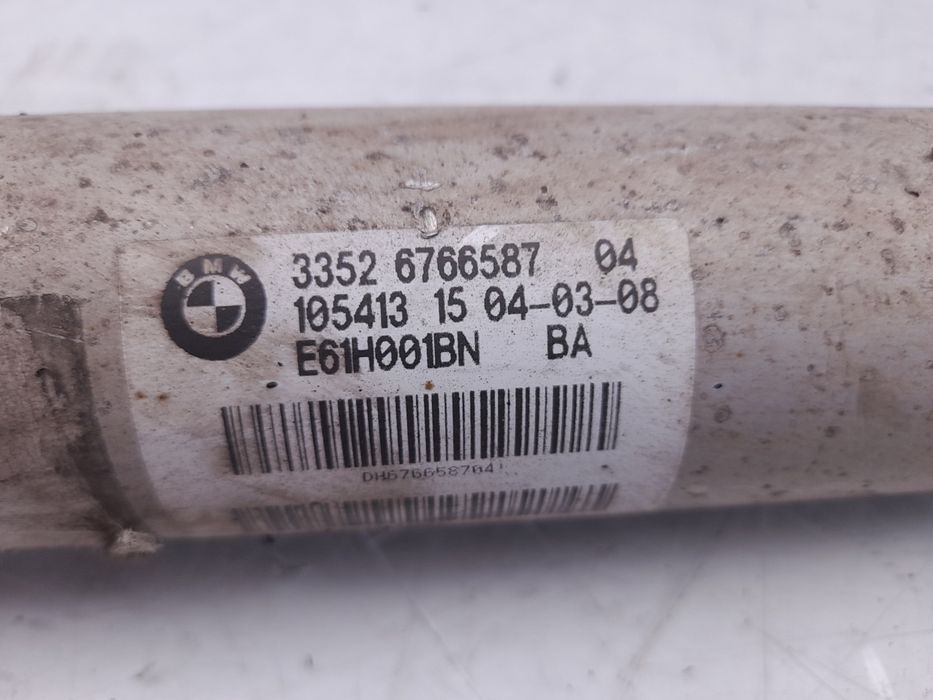 BMW
3352 6766587 04
105413 15 04-03-08
E61H001BN BA
DH676658704